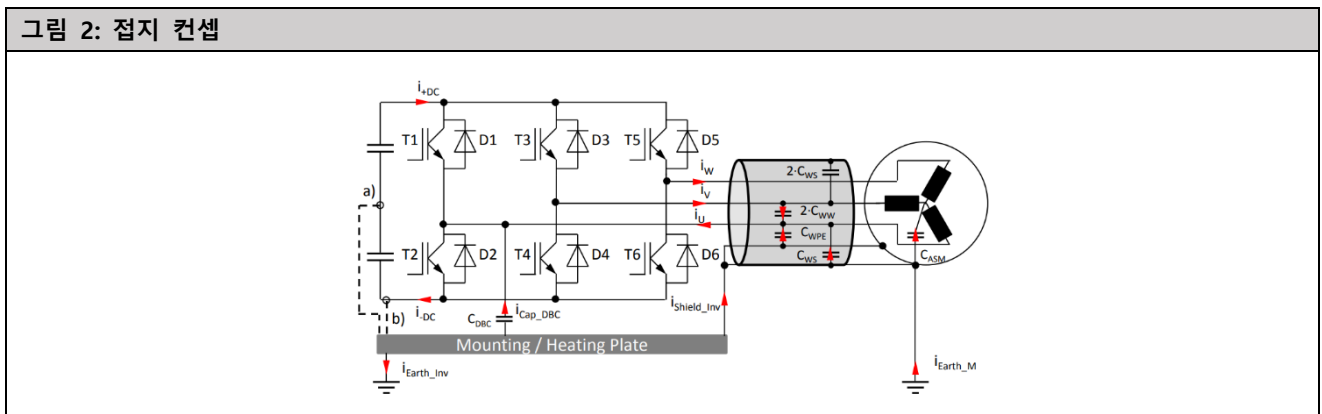 그림 2: 접지 컨셉
i+DC
T1 D1 T3 D3 T5 D5
iW
2·CWS
a)
iV
iU
2·CWW
CWPE
T2 D2 T4 D4 T6 D6
CWS
CASM
i-DC
b)
CDBC
iCap_DBC
iShield_Inv
Mounting / Heating Plate
iEarth_Inv
iEarth_M